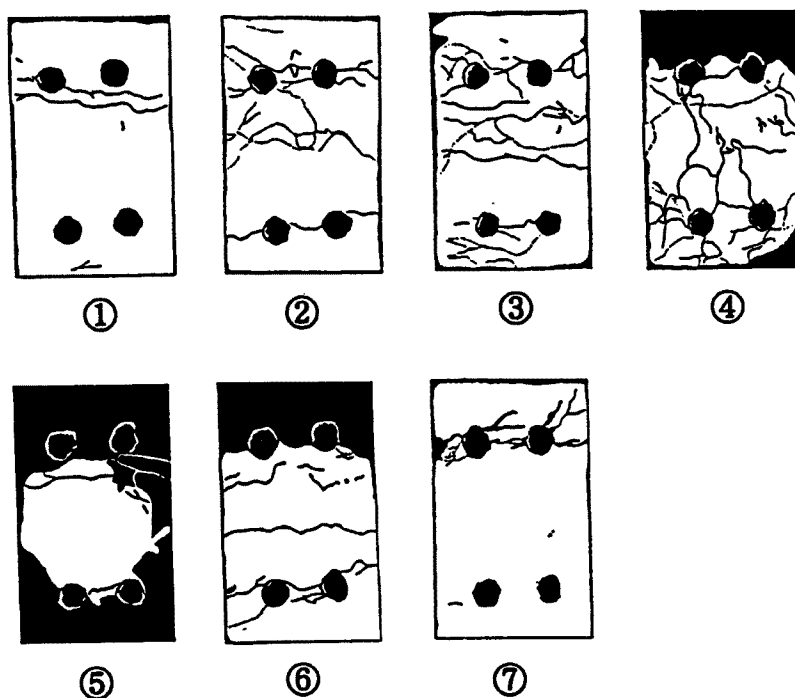 ① ② ③ ④
⑤ ⑥ ⑦